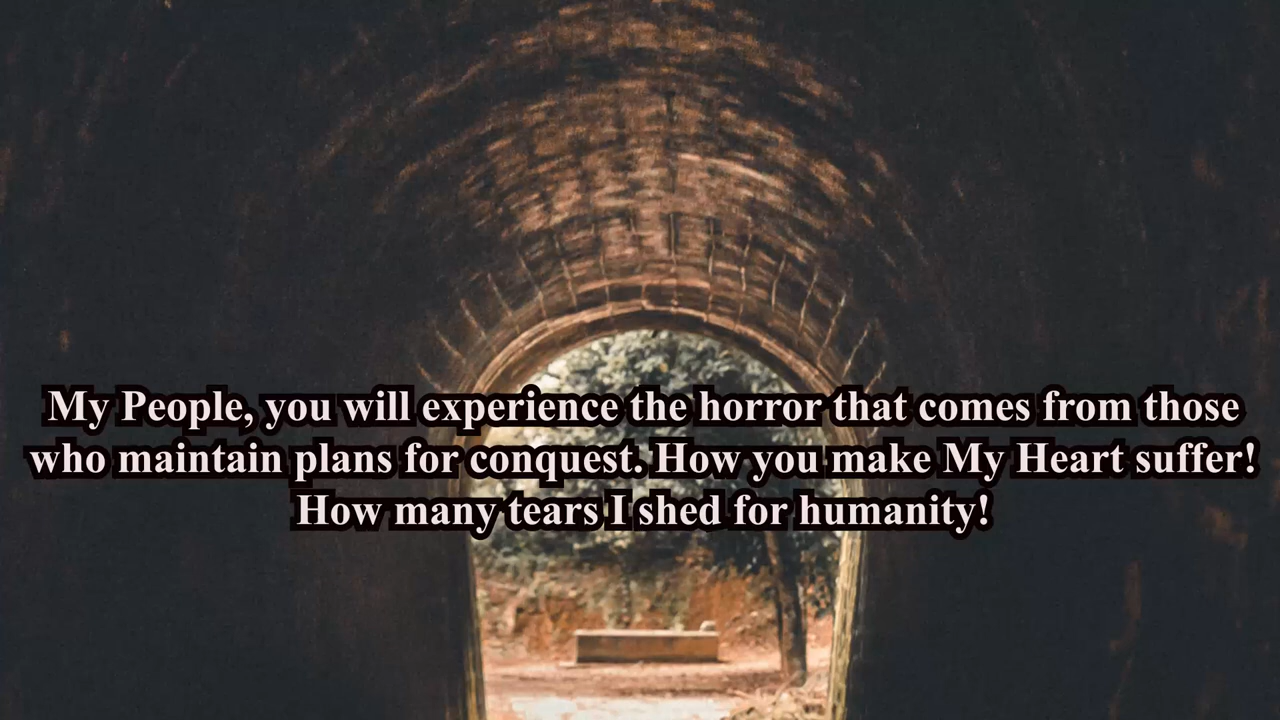 My People, you will experience the horror that comes from those
who maintain plans for conquest. How you make My Heart suffer!
How many tears I shed for humanity!